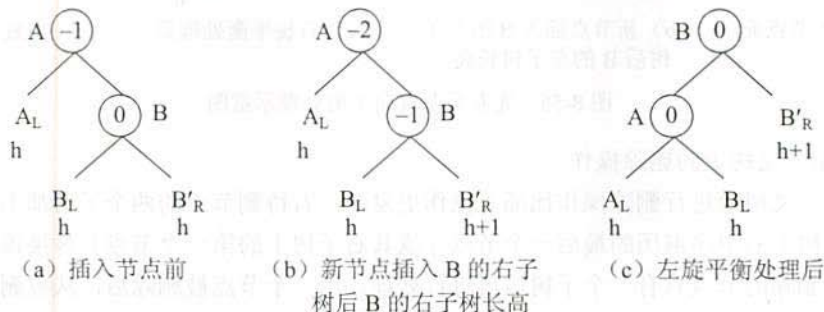 A -1
A_L
h
0 B
B_L
h
B'_R
h
(a) 插入节点前
A -2
A_L
h
-1 B
B_L
h
B'_R
h+1
(b) 新节点插入 B 的右子
树后 B 的右子树长高
B 0
A 0
B'_R
h+1
A_L
h
B_L
h
(c) 左旋平衡处理后